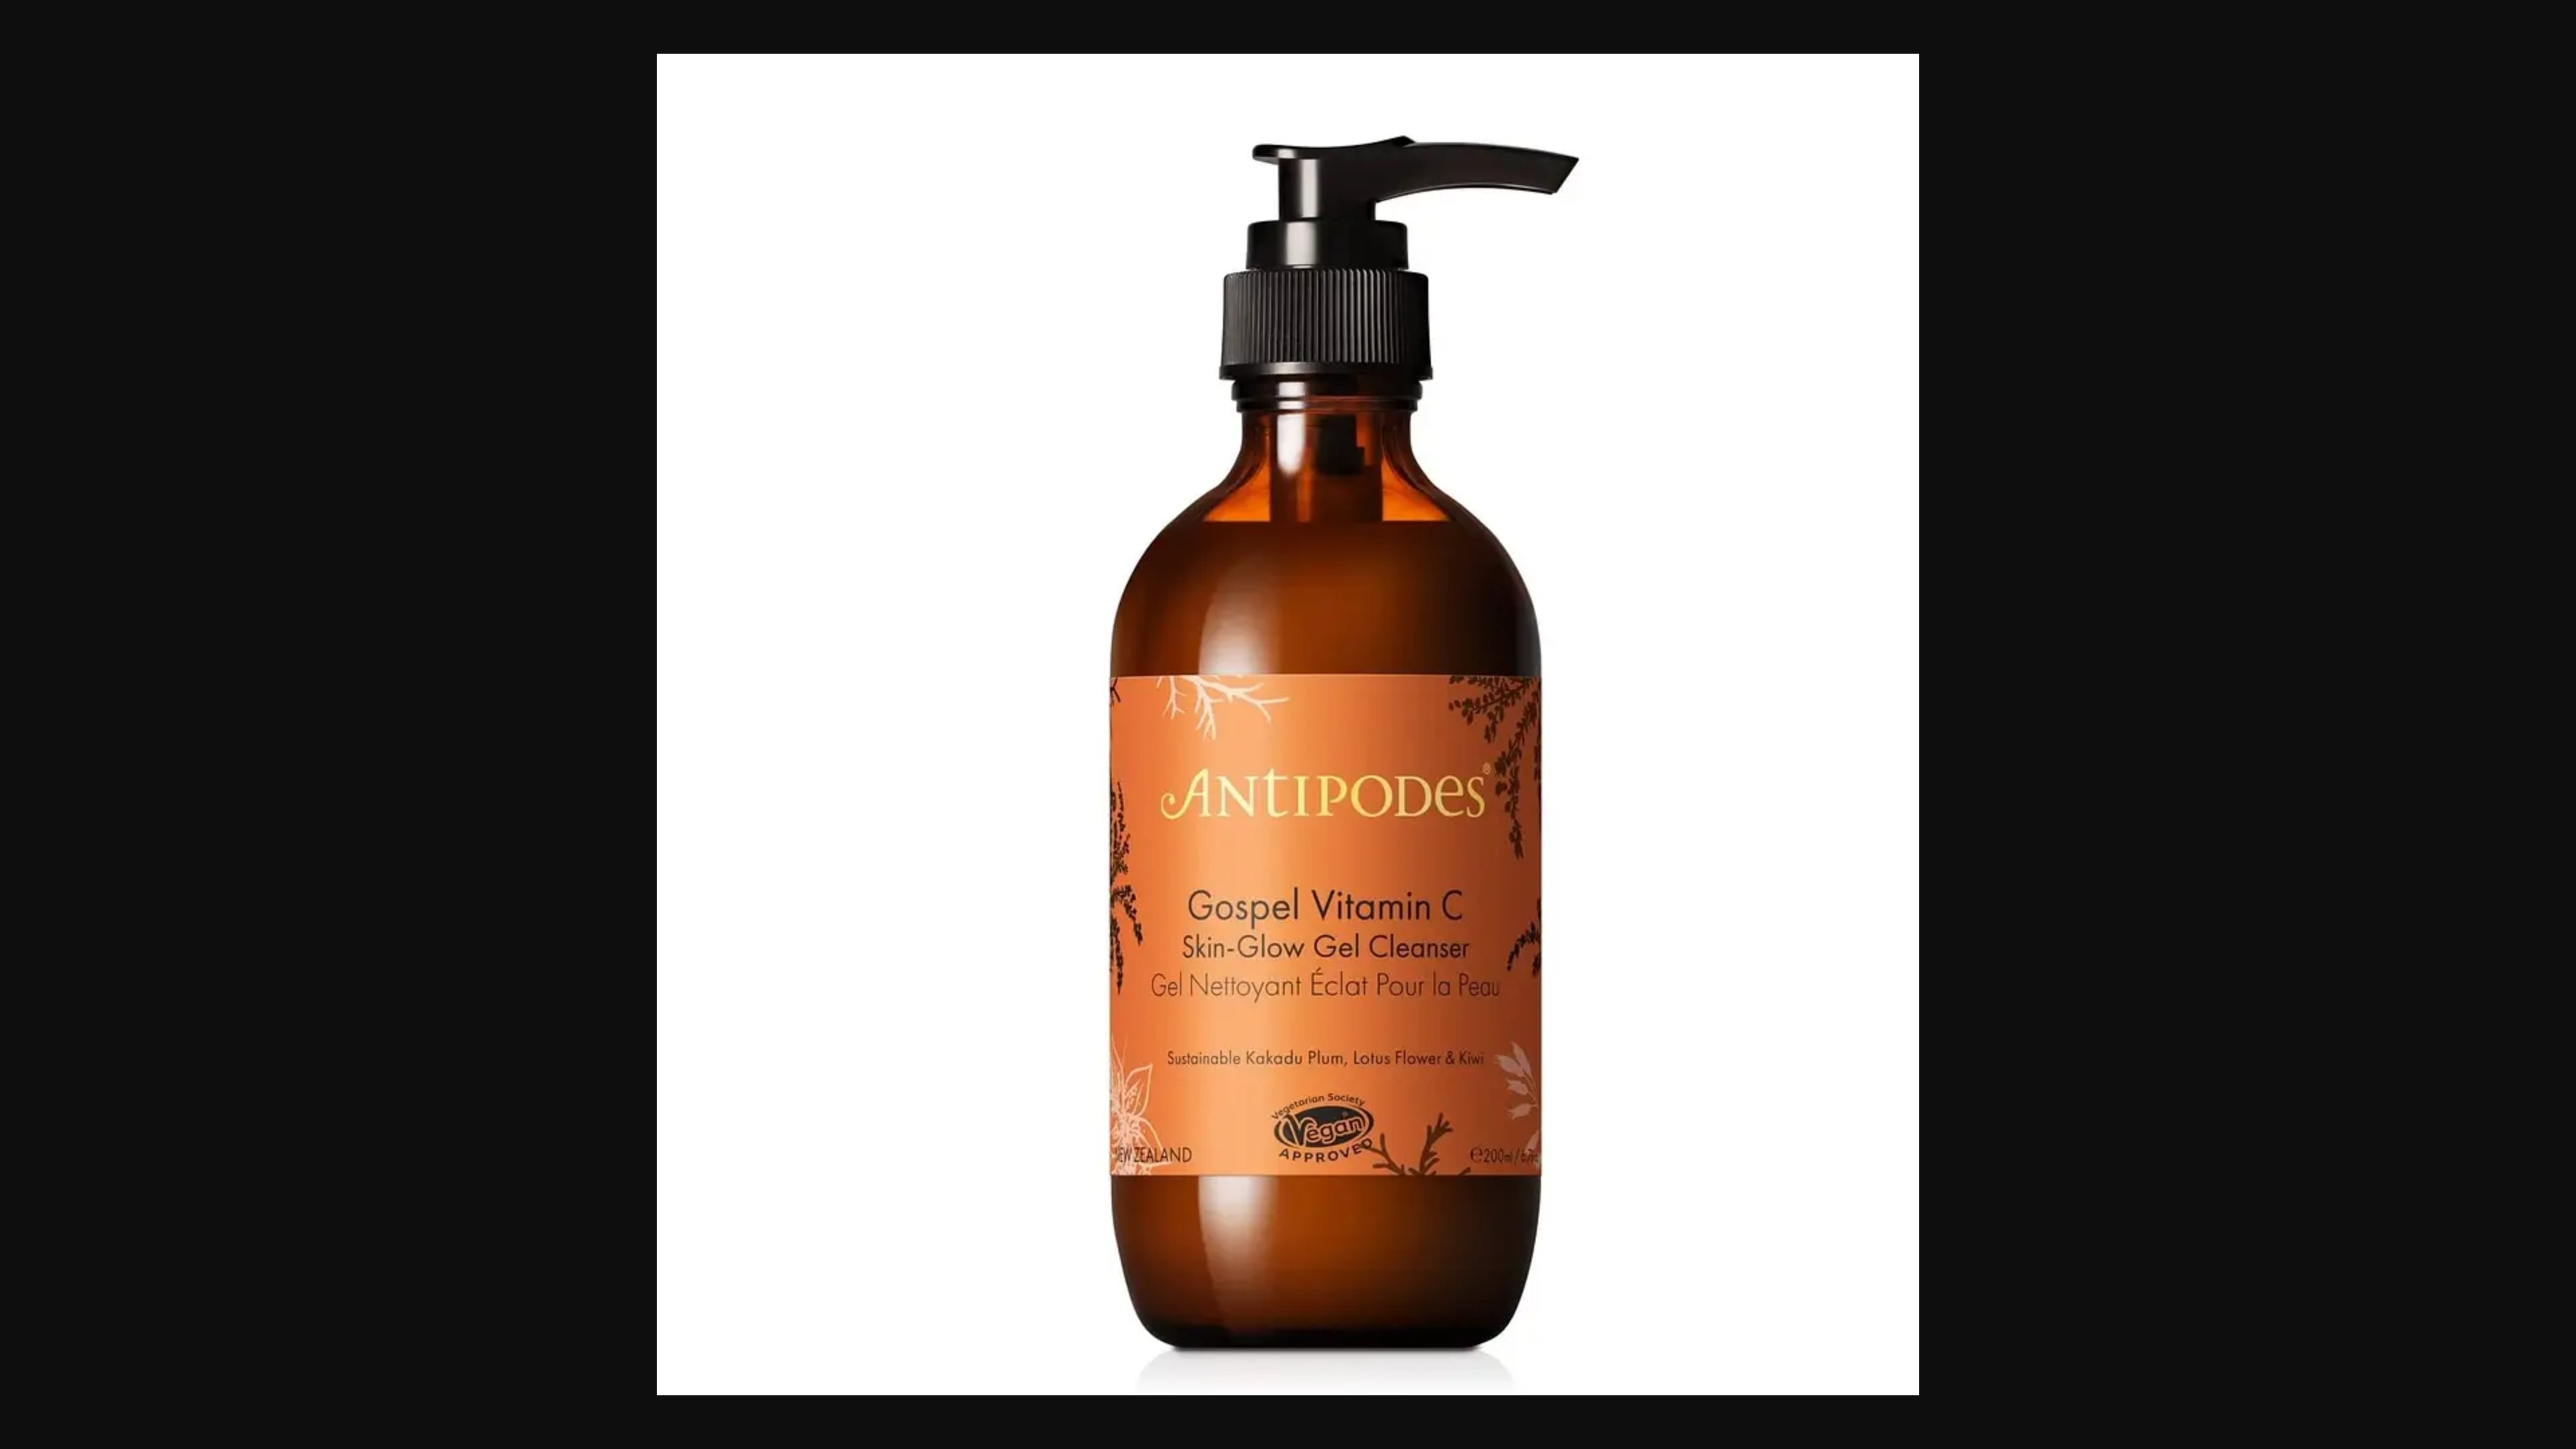 ANTIPODES®
Gospel Vitamin C
Skin-Glow Gel Cleanser
Gel Nettoyant Éclat Pour la Peau
Sustainable Kakadu Plum, Lotus Flower & Kiwi
Vegetarian Society
Vegan
APPROVED
NEW ZEALAND
℮200ml /